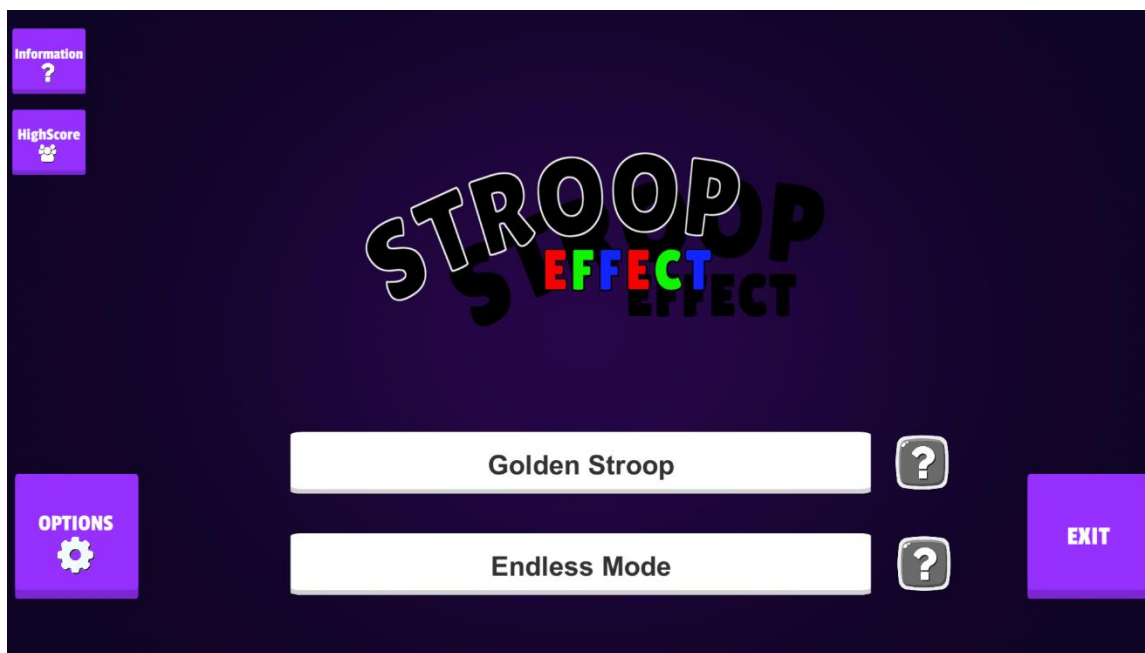 Information
?
HighScore
STROOP
EFFECT
Golden Stroop
?
Endless Mode
?
OPTIONS
EXIT